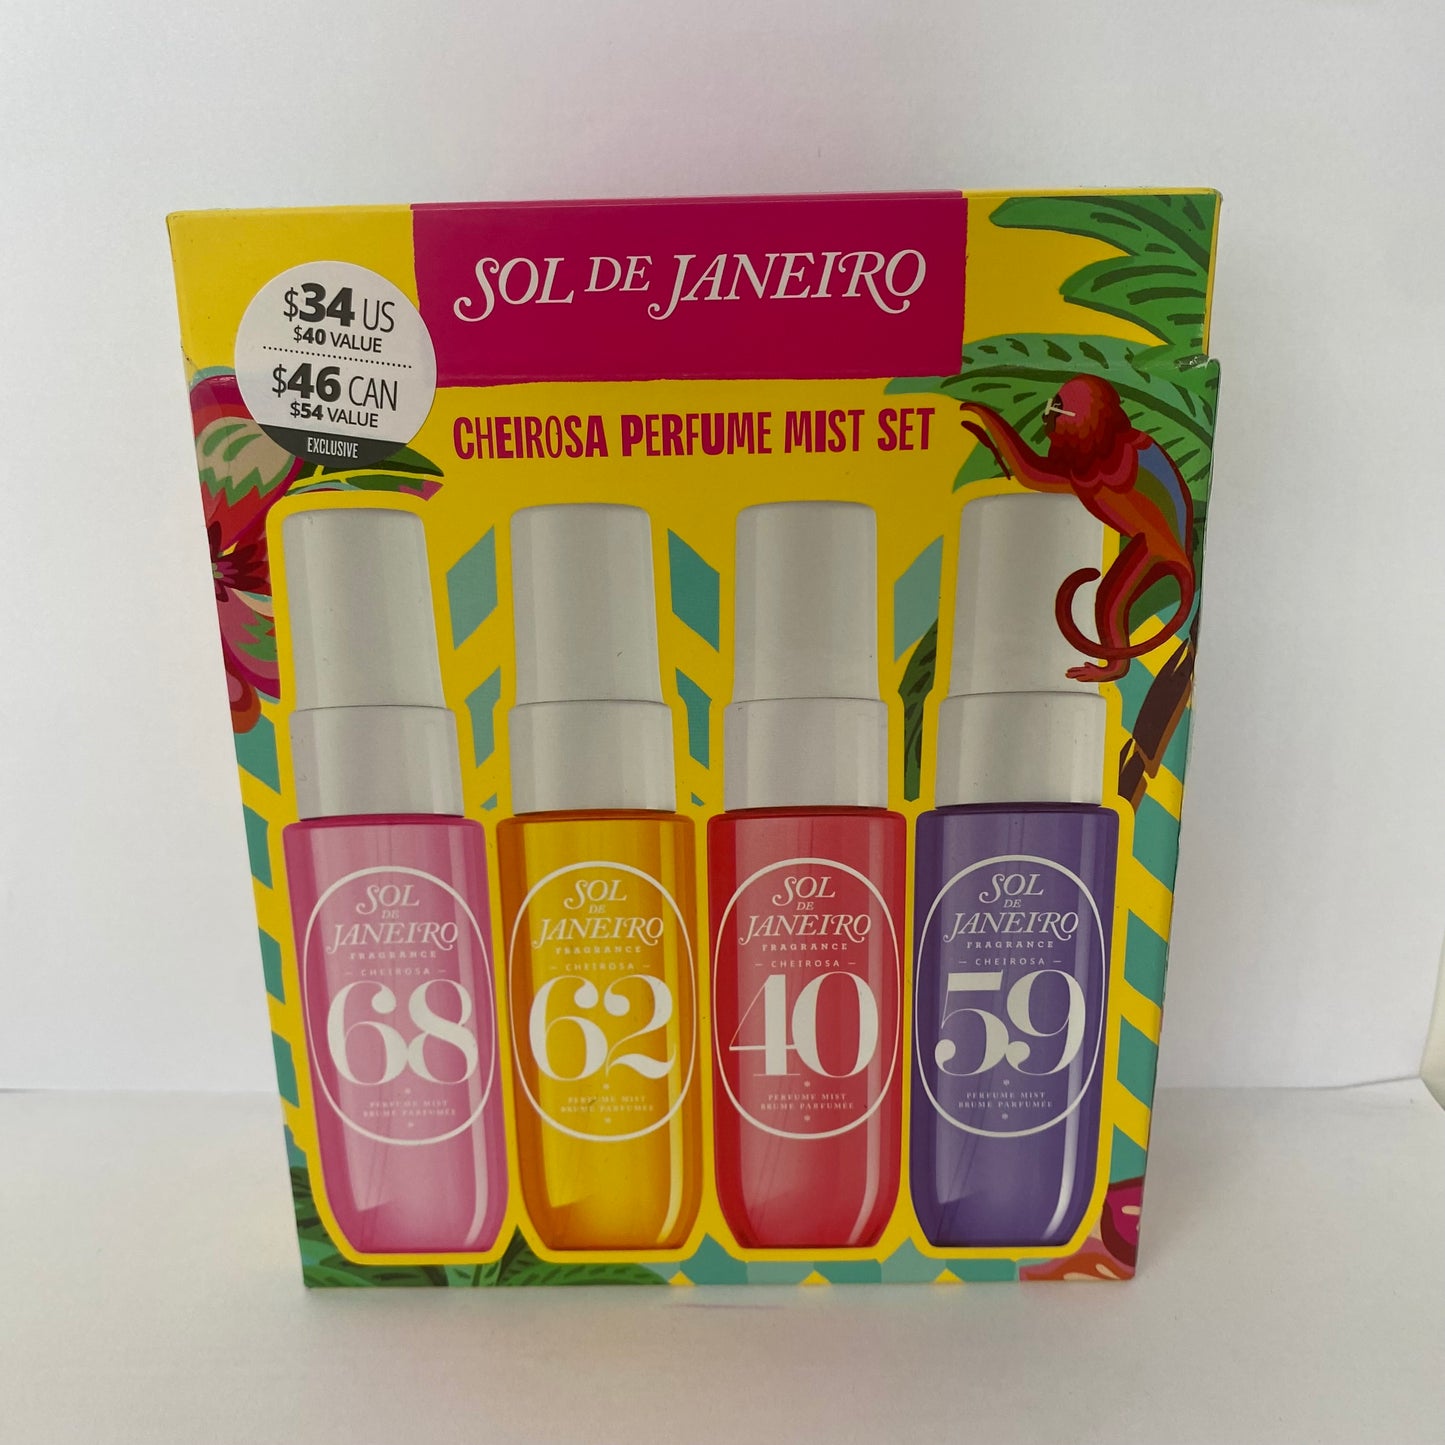 SOL DE JANEIRO
$34 US
$40 VALUE
$46 CAN
$54 VALUE
EXCLUSIVE
CHEIROSA PERFUME MIST SET
SOL
DE
JANEIRO
FRAGRANCE
– CHEIROSA –
68
PERFUME MIST
BRUME PARFUMÉE
SOL
DE
JANEIRO
FRAGRANCE
– CHEIROSA –
62
PERFUME MIST
BRUME PARFUMÉE
SOL
DE
JANEIRO
FRAGRANCE
– CHEIROSA –
40
PERFUME MIST
BRUME PARFUMÉE
SOL
DE
JANEIRO
FRAGRANCE
– CHEIROSA –
59
PERFUME MIST
BRUME PARFUMÉE